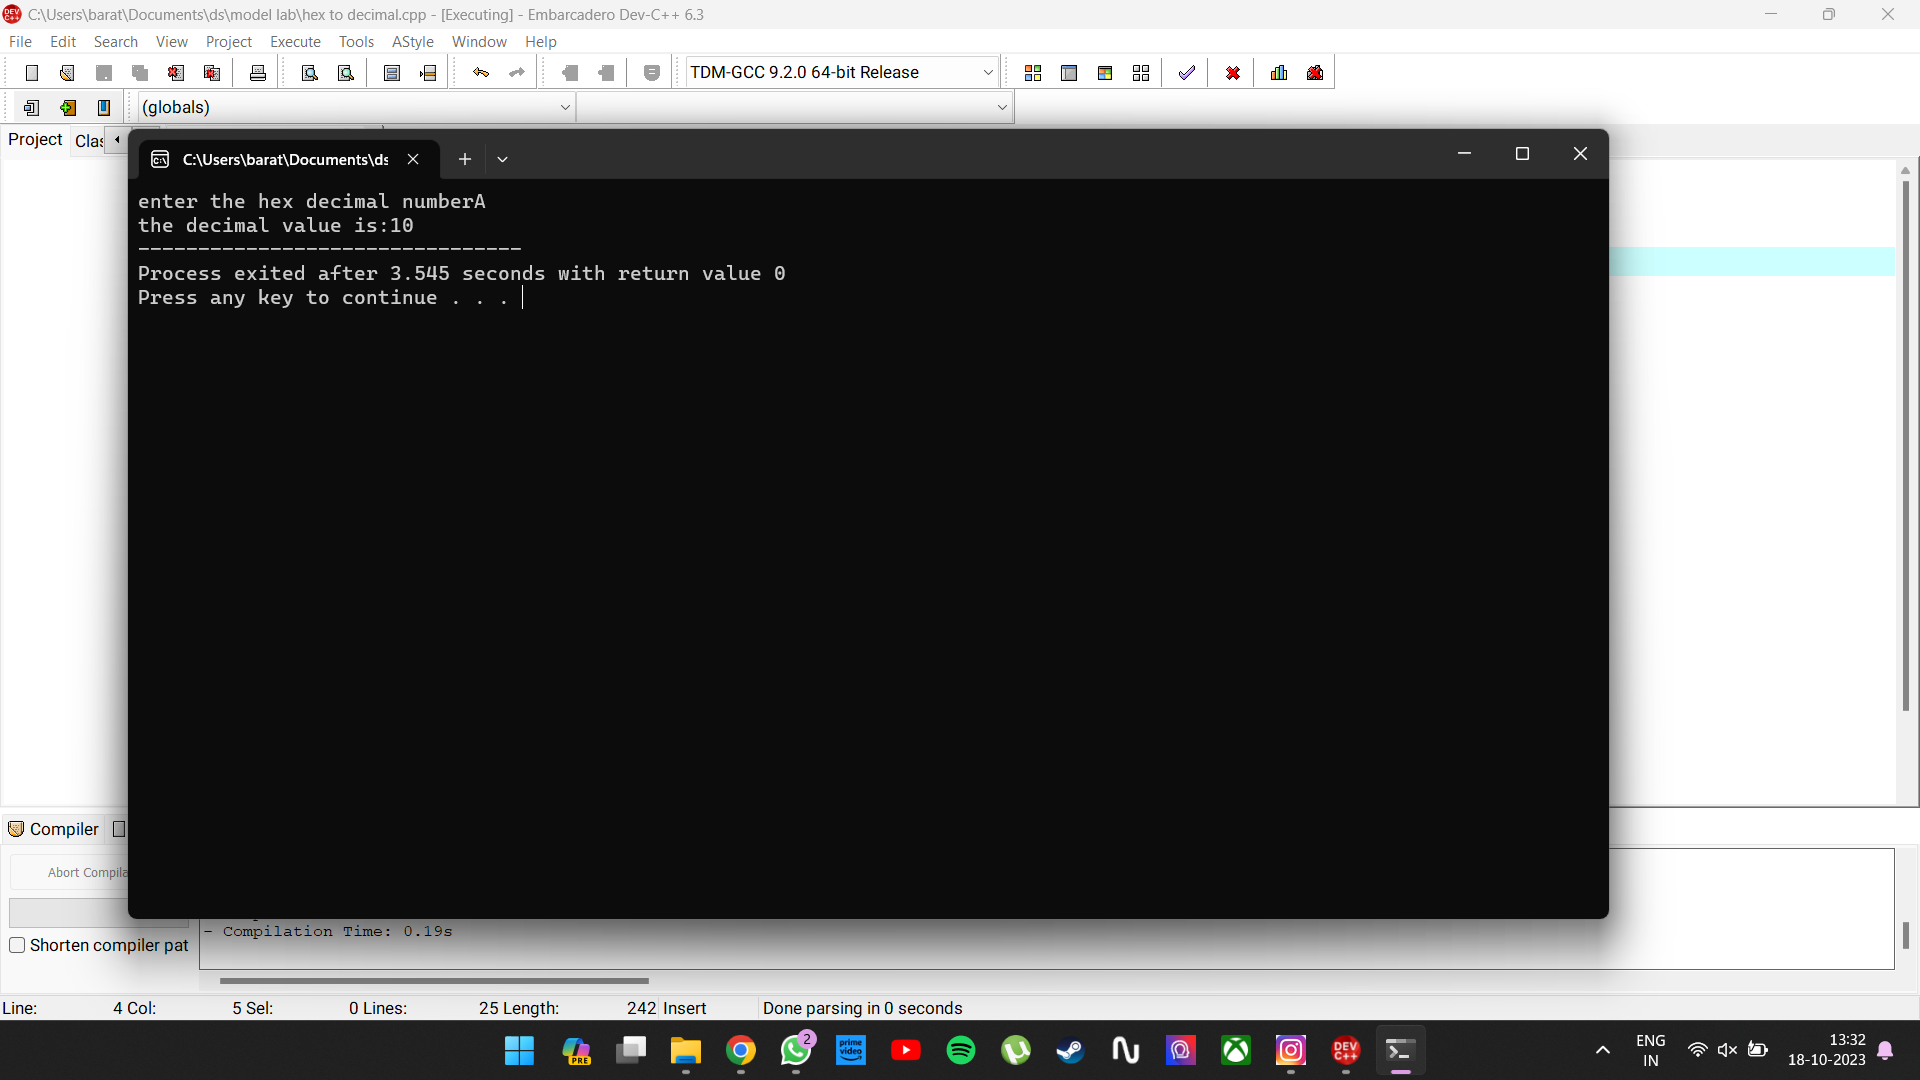 C:\Users\barat\Documents\ds\model lab\hex to decimal.cpp - [Executing] - Embarcadero Dev-C++ 6.3
File Edit Search View Project Execute Tools AStyle Window Help
TDM-GCC 9.2.0 64-bit Release
(globals)
Project Clas
C:\Users\barat\Documents\ds
enter the hex decimal numberA
the decimal value is:10
--------------------------------
Process exited after 3.545 seconds with return value 0
Press any key to continue . . .
Compiler
Abort Compila
- Compilation Time: 0.19s
Shorten compiler pat
Line: 4 Col: 5 Sel: 0 Lines: 25 Length: 242 Insert Done parsing in 0 seconds
PRE
2
prime video
DEV C++
ENG
IN
13:32
18-10-2023